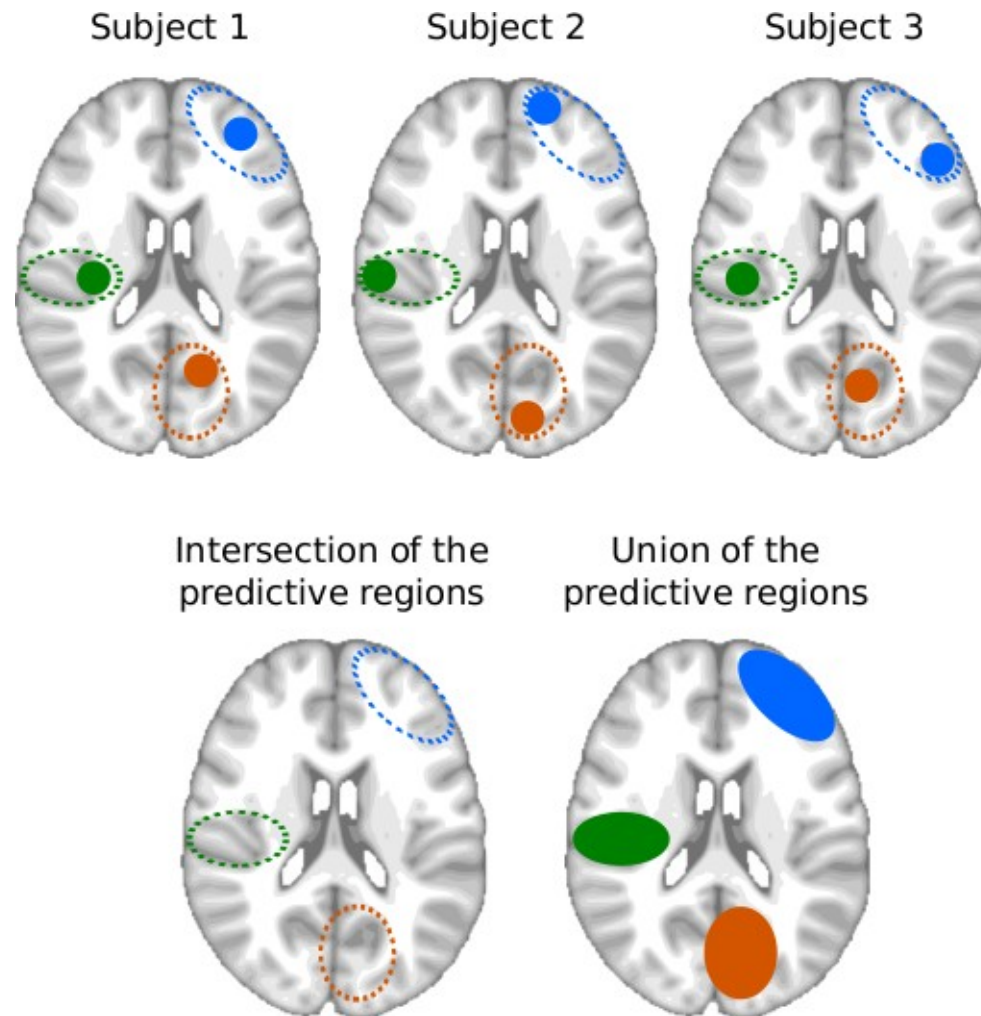 Subject 1
Subject 2
Subject 3
Intersection of the
predictive regions
Union of the
predictive regions